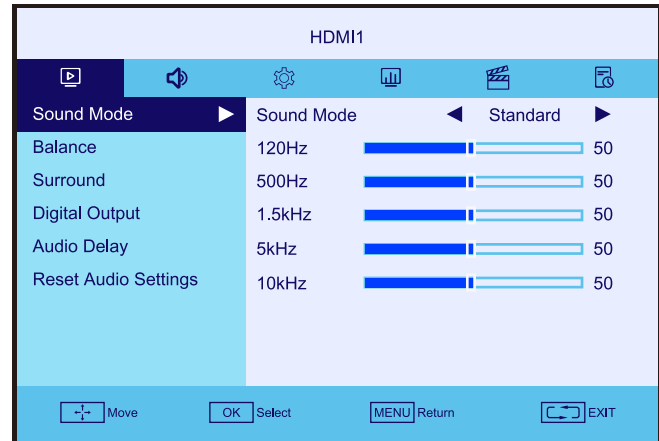 HDMI1
Sound Mode
Sound Mode Standard
Balance
120Hz 50
Surround
500Hz 50
Digital Output
1.5kHz 50
Audio Delay
5kHz 50
Reset Audio Settings
10kHz 50
Move OK Select MENU Return EXIT